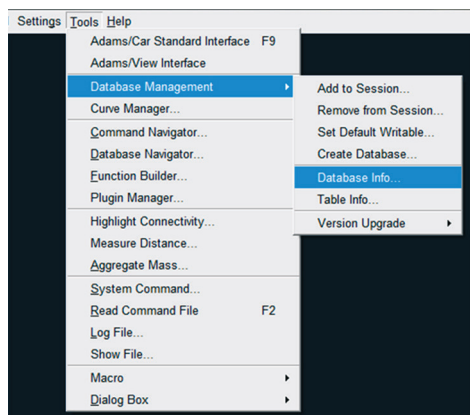 Settings Tools Help
Adams/Car Standard Interface F9
Adams/View Interface
Database Management
Curve Manager...
Command Navigator...
Database Navigator...
Function Builder...
Plugin Manager...
Highlight Connectivity...
Measure Distance...
Aggregate Mass...
System Command...
Read Command File F2
Log File...
Show File...
Macro
Dialog Box
Add to Session...
Remove from Session...
Set Default Writable...
Create Database...
Database Info...
Table Info...
Version Upgrade